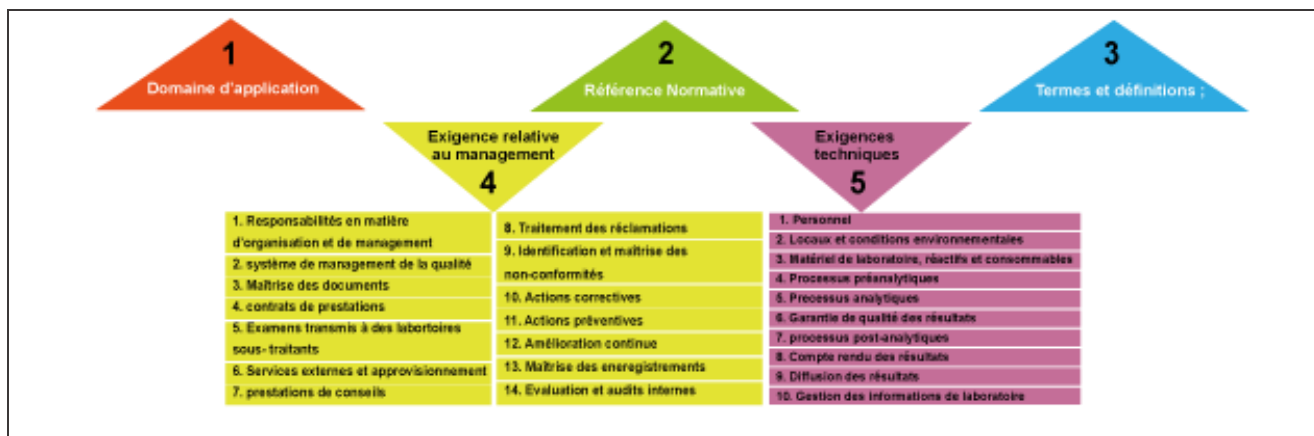 1
Domaine d'application
2
Référence Normative
3
Termes et définitions ;
Exigence relative
au management
4
Exigences
techniques
5
1. Responsabilités en matière
d'organisation et de management
2. système de management de la qualité
3. Maîtrise des documents
4. contrats de prestations
5. Examens transmis à des labortoires
sous- traitants
6. Services externes et approvisionnement
7. prestations de conseils
8. Traitement des réclamations
9. Identification et maîtrise des
non-conformités
10. Actions correctives
11. Actions préventives
12. Amélioration continue
13. Maîtrise des eneregistrements
14. Evaluation et audits internes
1. Personnel
2. Locaux et conditions environnementales
3. Matériel de laboratoire, réactifs et consommables
4. Processus préanalytiques
5. Precessus analytiques
6. Garantie de qualité des résultats
7. processus post-analytiques
8. Compte rendu des résultats
9. Diffusion des résultats
10. Gestion des informations de laboratoire